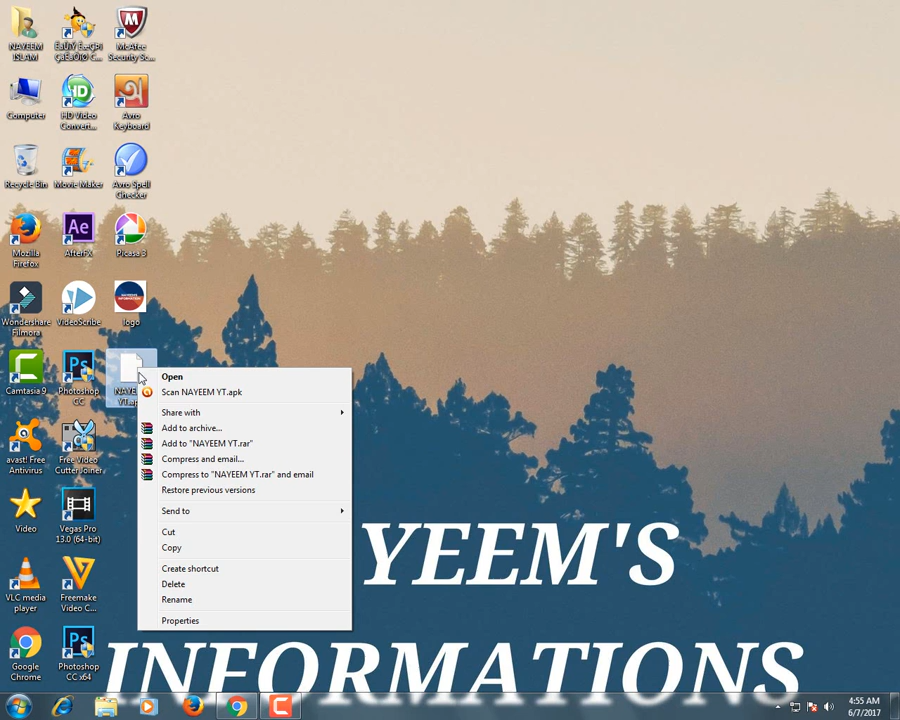 NAYEEM
ISLAM
Computer
Recycle Bin
Mozilla
Firefox
Wondershare
Filmora
Camtasia 9
avast! Free
Antivirus
Video
VLC media
player
Google
Chrome
HD Video
Convert...
Movie Maker
AfterFX
VideoScribe
Photoshop
CC
Free Video
Cutter Joiner
Vegas Pro
13.0 (64-bit)
Freemake
Video C...
Photoshop
CC x64
McAfee
Security Sc...
Avro
Keyboard
Avro Spell
Checker
Picasa 3
logo
Open
Scan NAYEEM YT.apk
Share with
Add to archive...
Add to "NAYEEM YT.rar"
Compress and email...
Compress to "NAYEEM YT.rar" and email
Restore previous versions
Send to
Cut
Copy
Create shortcut
Delete
Rename
Properties
YEEM'S
INFORMATIONS
4:55 AM
6/7/2017